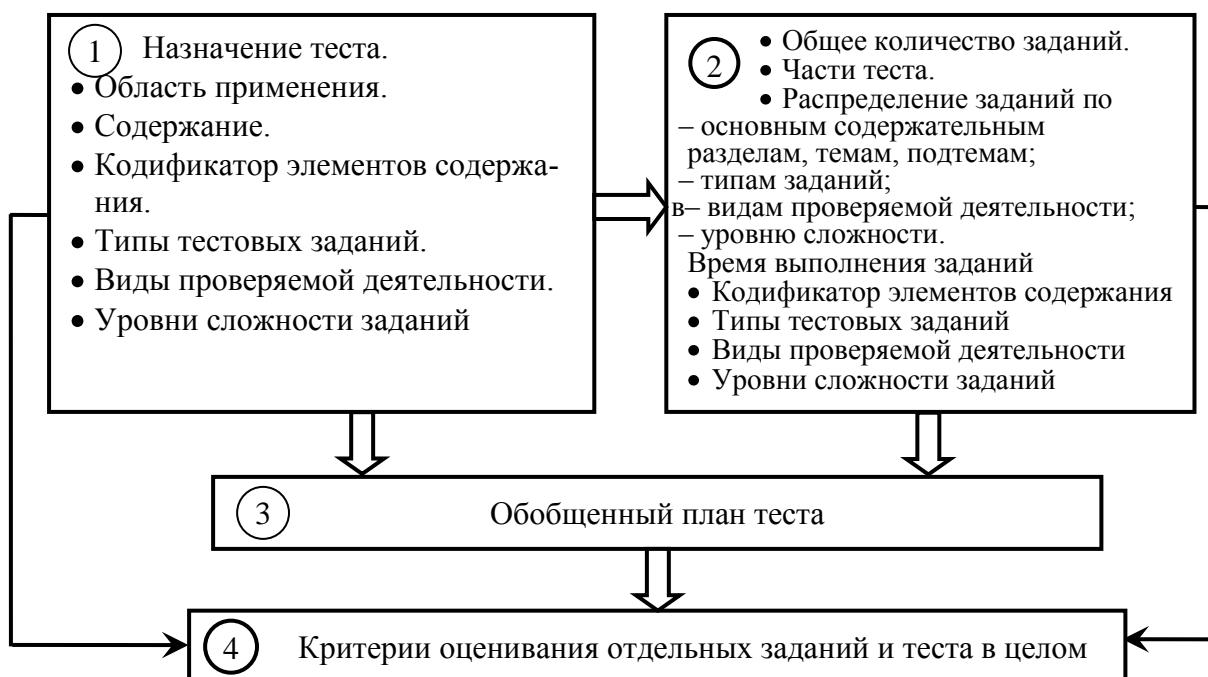 1 Назначение теста.
• Область применения.
• Содержание.
• Кодификатор элементов содержа-
ния.
• Типы тестовых заданий.
• Виды проверяемой деятельности.
• Уровни сложности заданий
2 • Общее количество заданий.
• Части теста.
• Распределение заданий по
– основным содержательным
разделам, темам, подтемам;
– типам заданий;
в– видам проверяемой деятельности;
– уровню сложности.
Время выполнения заданий
• Кодификатор элементов содержания
• Типы тестовых заданий
• Виды проверяемой деятельности
• Уровни сложности заданий
3 Обобщенный план теста
4 Критерии оценивания отдельных заданий и теста в целом